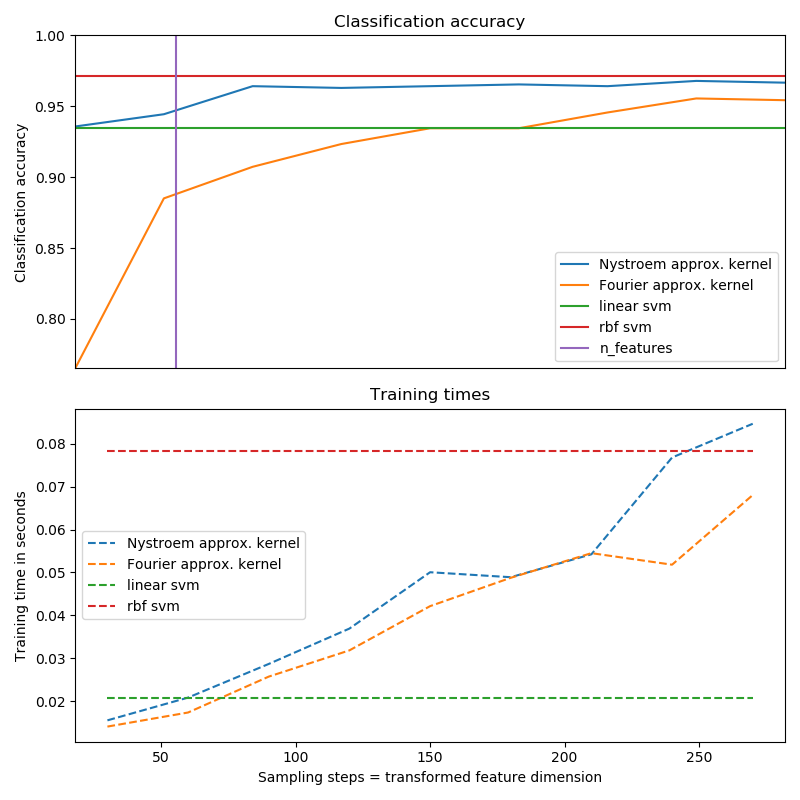 Classification accuracy
Classification accuracy
1.00
0.95
0.90
0.85
0.80
Nystroem approx. kernel
Fourier approx. kernel
linear svm
rbf svm
n_features
Training times
Training time in seconds
0.08
0.07
0.06
0.05
0.04
0.03
0.02
Nystroem approx. kernel
Fourier approx. kernel
linear svm
rbf svm
50 100 150 200 250
Sampling steps = transformed feature dimension